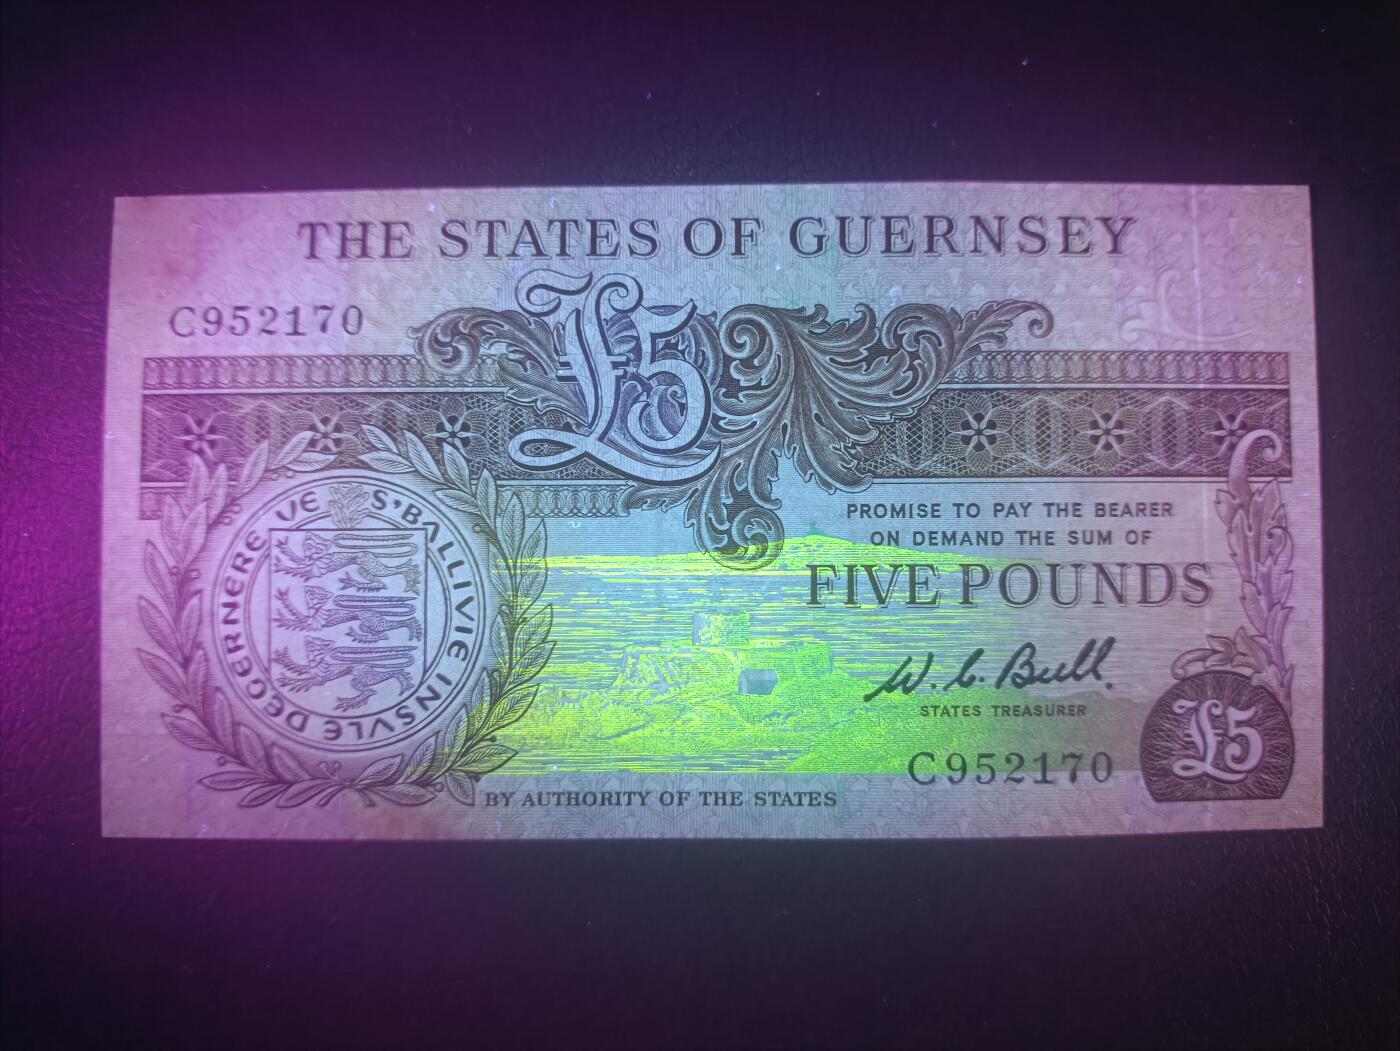 THE STATES OF GUERNSEY
C952170
£5
S'BALLIVIE INSVLE DEGERNEREVE
PROMISE TO PAY THE BEARER
ON DEMAND THE SUM OF
FIVE POUNDS
W. C. Bull.
STATES TREASURER
C952170
£5
BY AUTHORITY OF THE STATES